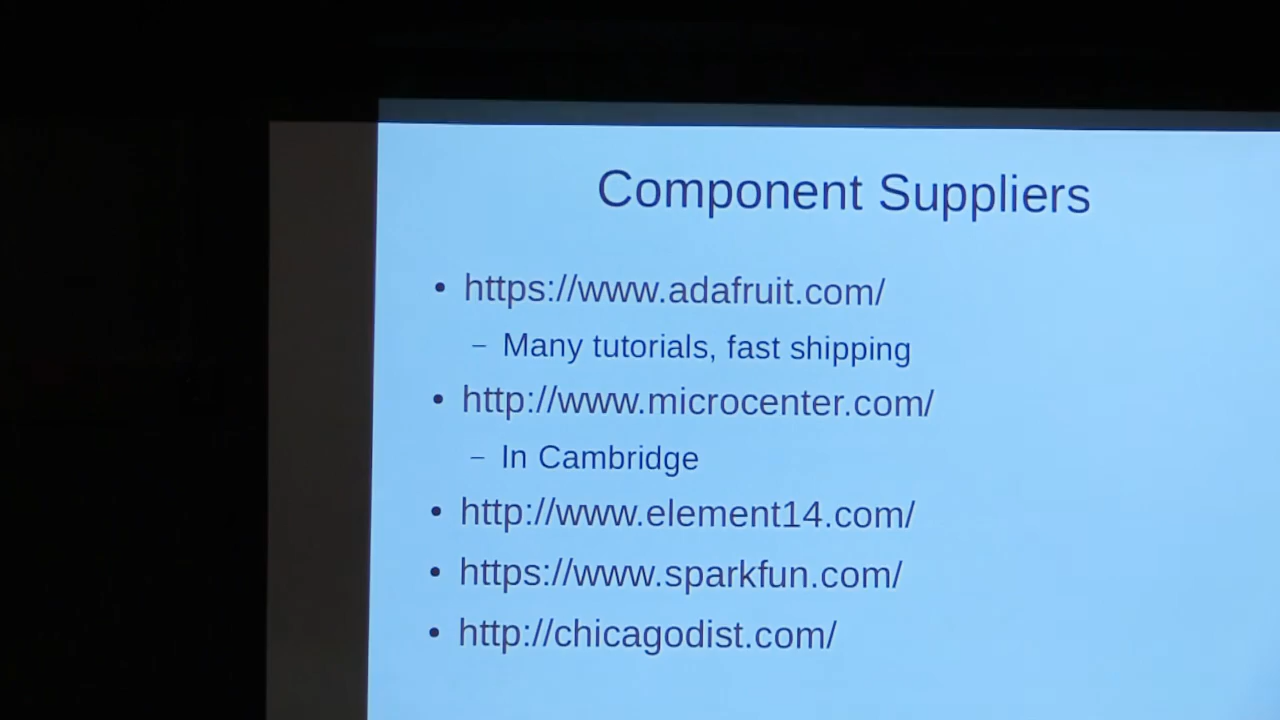 Component Suppliers
• https://www.adafruit.com/
– Many tutorials, fast shipping
• http://www.microcenter.com/
– In Cambridge
• http://www.element14.com/
• https://www.sparkfun.com/
• http://chicagodist.com/